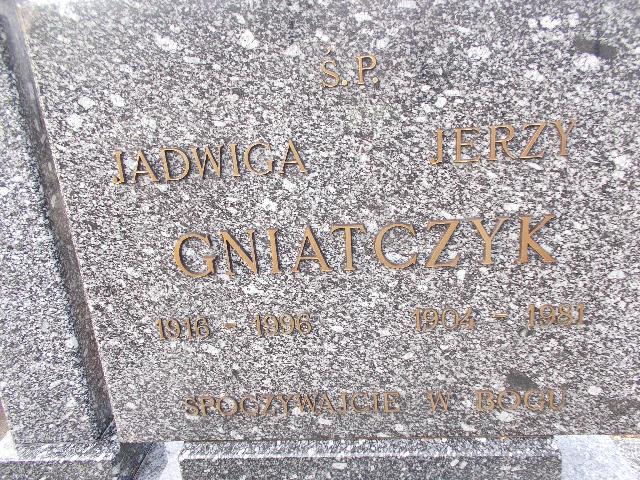 Ś.P.
JADWIGA JERZY
GNIATCZYK
1916 - 1996 1904 - 1981
SPOCZYWAJCIE W BOGU